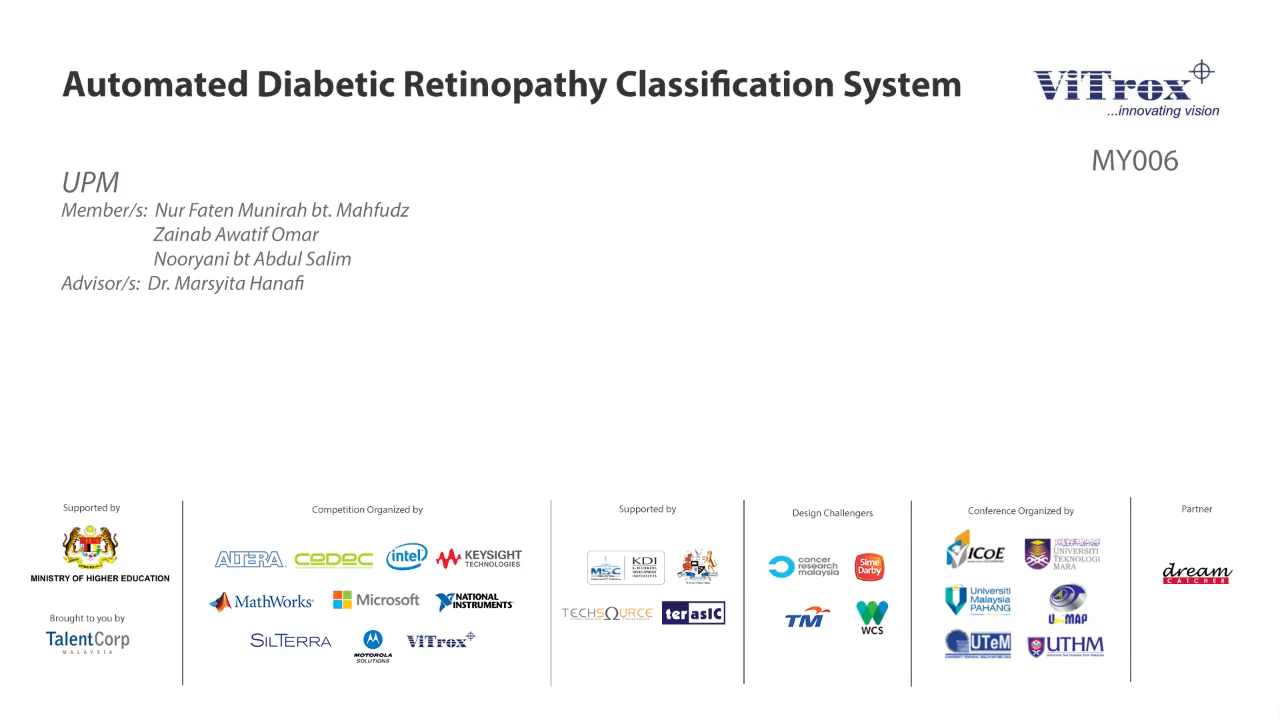 Automated Diabetic Retinopathy Classification System
ViTrox
...innovating vision
MY006
UPM
Member/s: Nur Faten Munirah bt. Mahfudz
Zainab Awatif Omar
Nooryani bt Abdul Salim
Advisor/s: Dr. Marsyita Hanafi
Supported by
MINISTRY OF HIGHER EDUCATION
Brought to you by
TalentCorp
MALAYSIA
Competition Organized by
ALTERA
CEDEC
intel
KEYSIGHT
TECHNOLOGIES
MathWorks
Microsoft
NATIONAL
INSTRUMENTS
SILTERRA
MOTOROLA
SOLUTIONS
ViTrox
Supported by
MSC
KDI
TECHSOURCE
terasIC
Design Challengers
cancer
research
malaysia
Sime
Darby
TM
WCS
Conference Organized by
ICoE
UNIVERSITI
TEKNOLOGI
MARA
Universiti
Malaysia
PAHANG
UniMAP
UTeM
UTHM
Partner
dream
CATCHER